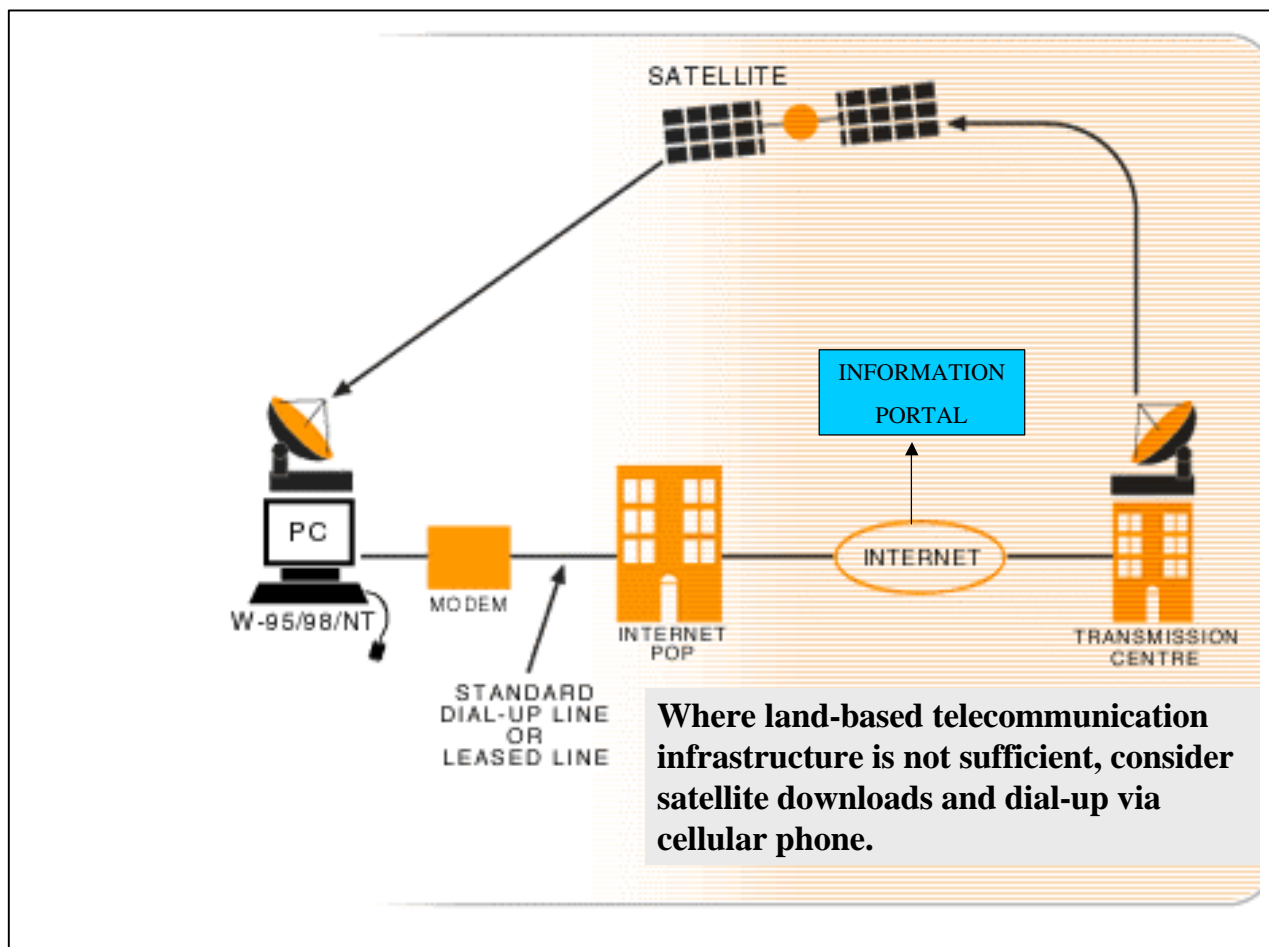 SATELLITE
INFORMATION
PORTAL
PC
W-95/98/NT
MODEM
INTERNET
POP
INTERNET
TRANSMISSION
CENTRE
STANDARD
DIAL-UP LINE
OR
LEASED LINE
Where land-based telecommunication
infrastructure is not sufficient, consider
satellite downloads and dial-up via
cellular phone.